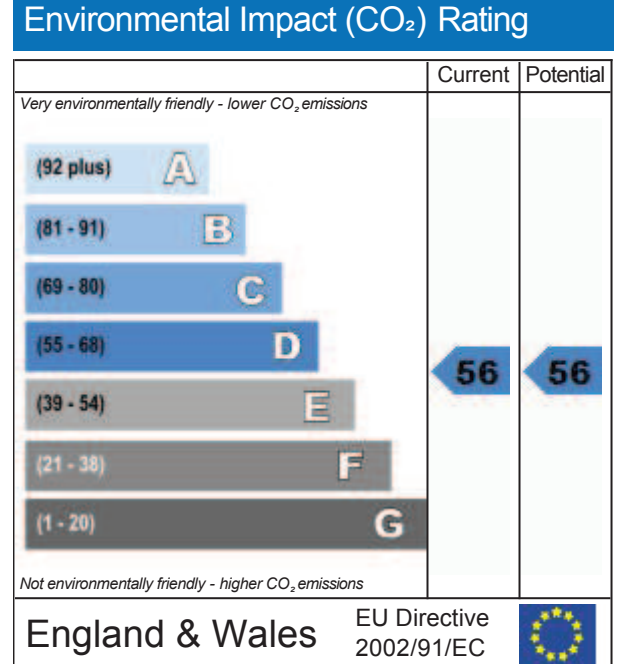 Environmental Impact (CO₂) Rating
Current Potential
Very environmentally friendly - lower CO₂ emissions
(92 plus) A
(81 - 91) B
(69 - 80) C
(55 - 68) D
56 56
(39 - 54) E
(21 - 38) F
(1 - 20) G
Not environmentally friendly - higher CO₂ emissions
England & Wales
EU Directive
2002/91/EC